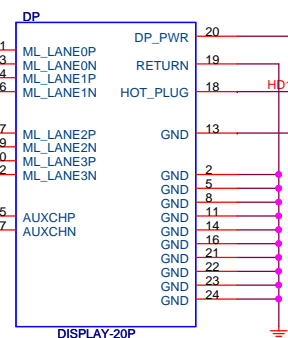 DP
DP_PWR 20
1 ML_LANE0P
3 ML_LANE0N RETURN 19
4 ML_LANE1P
6 ML_LANE1N HOT_PLUG 18 HD1
7 ML_LANE2P GND 13
9 ML_LANE2N
0 ML_LANE3P
2 ML_LANE3N GND 2
GND 5
GND 8
5 AUXCHP GND 11
7 AUXCHN GND 14
GND 16
GND 21
GND 22
GND 23
GND 24
DISPLAY-20P